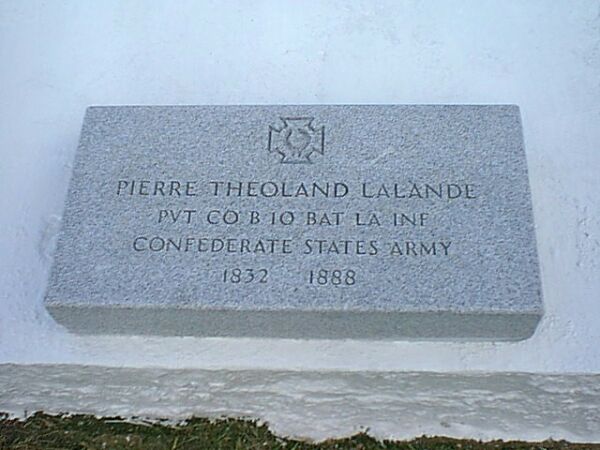 PIERRE THEOLAND LALANDE
PVT CO B 10 BAT LA INF
CONFEDERATE STATES ARMY
1832 1888